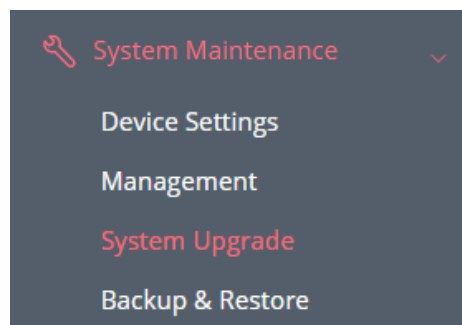 System Maintenance
Device Settings
Management
System Upgrade
Backup & Restore